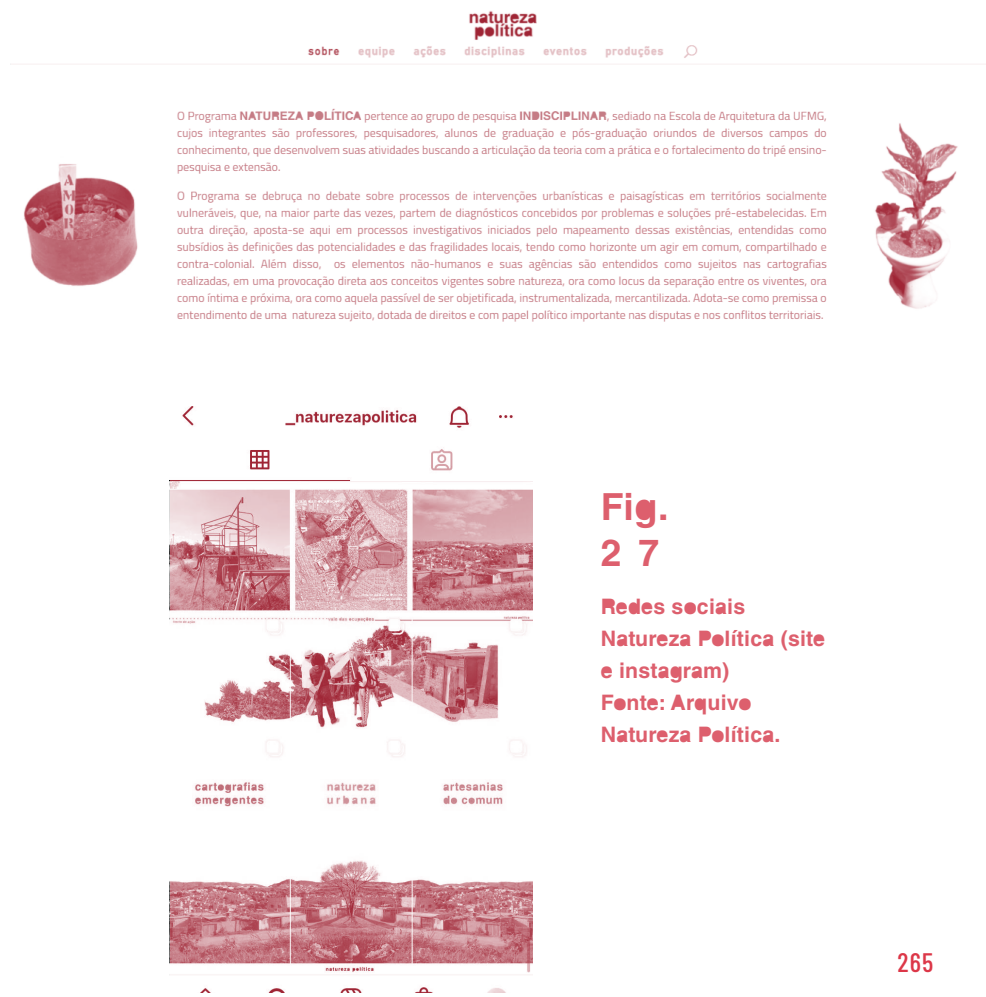 natureza
política
sobre equipe ações disciplinas eventos produções
O Programa NATUREZA POLÍTICA pertence ao grupo de pesquisa INDISCIPLINAR, sediado na Escola de Arquitetura da UFMG,
cujos integrantes são professores, pesquisadores, alunos de graduação e pós-graduação oriundos de diversos campos do
conhecimento, que desenvolvem suas atividades buscando a articulação da teoria com a prática e o fortalecimento do tripé ensino-
pesquisa e extensão.
O Programa se debruça no debate sobre processos de intervenções urbanísticas e paisagísticas em territórios socialmente
vulneráveis, que, na maior parte das vezes, partem de diagnósticos concebidos por problemas e soluções pré-estabelecidas. Em
outra direção, aposta-se aqui em processos investigativos iniciados pelo mapeamento dessas existências, entendidas como
subsídios às definições das potencialidades e das fragilidades locais, tendo como horizonte um agir em comum, compartilhado e
contra-colonial. Além disso, os elementos não-humanos e suas agências são entendidos como sujeitos nas cartografias
realizadas, em uma provocação direta aos conceitos vigentes sobre natureza, ora como locus da separação entre os viventes, ora
como íntima e próxima, ora como aquela passível de ser objetificada, instrumentalizada, mercantilizada. Adota-se como premissa o
entendimento de uma natureza sujeito, dotada de direitos e com papel político importante nas disputas e nos conflitos territoriais.
AMOR
_naturezapolitica
cartografias
emergentes
natureza
urbana
artesanias
do comum
natureza política
Fig.
2 7
Redes sociais
Natureza Política (site
e instagram)
Fonte: Arquivo
Natureza Política.
265